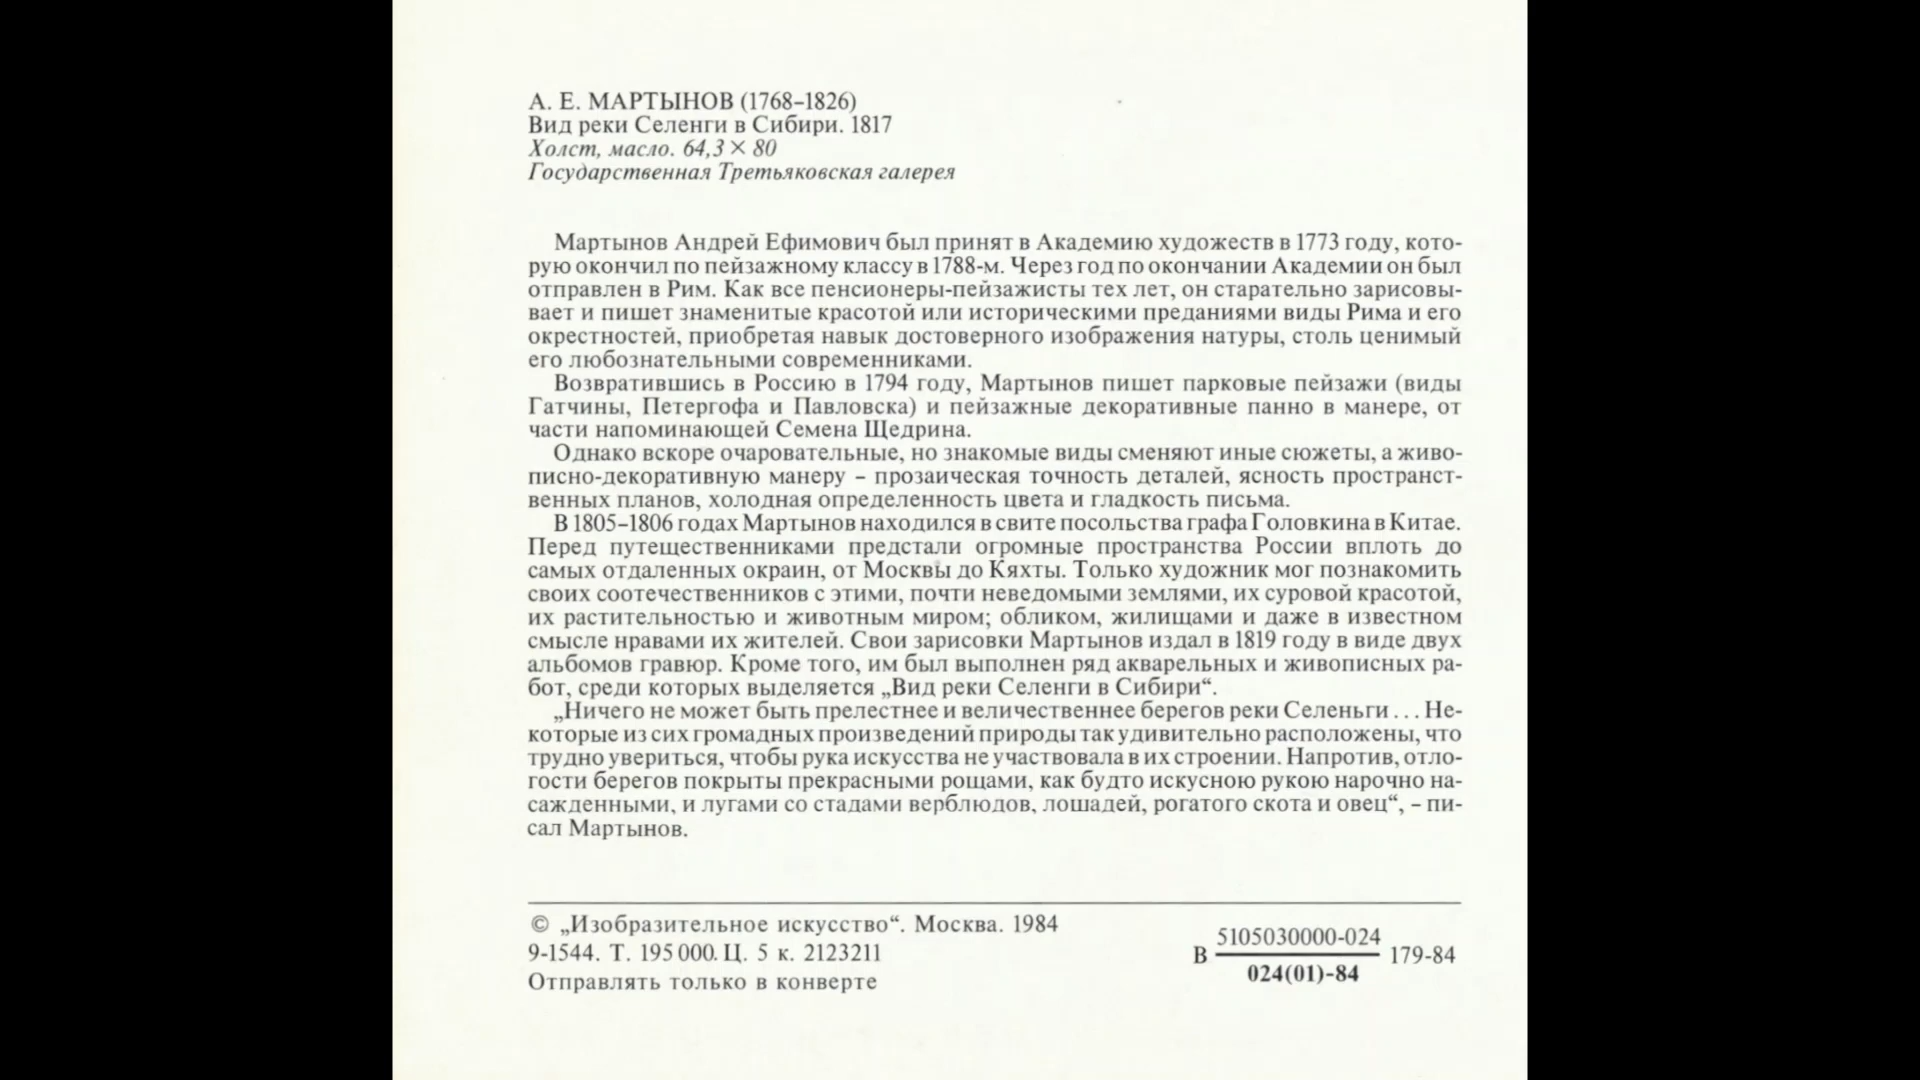 А. Е. МАРТЫНОВ (1768–1826)
Вид реки Селенги в Сибири. 1817
Холст, масло. 64,3 × 80
Государственная Третьяковская галерея
Мартынов Андрей Ефимович был принят в Академию художеств в 1773 году, кото-
рую окончил по пейзажному классу в 1788-м. Через год по окончании Академии он был
отправлен в Рим. Как все пенсионеры-пейзажисты тех лет, он старательно зарисовы-
вает и пишет знаменитые красотой или историческими преданиями виды Рима и его
окрестностей, приобретая навык достоверного изображения натуры, столь ценимый
его любознательными современниками.
Возвратившись в Россию в 1794 году, Мартынов пишет парковые пейзажи (виды
Гатчины, Петергофа и Павловска) и пейзажные декоративные панно в манере, от
части напоминающей Семена Щедрина.
Однако вскоре очаровательные, но знакомые виды сменяют иные сюжеты, а живо-
писно-декоративную манеру – прозаическая точность деталей, ясность пространст-
венных планов, холодная определенность цвета и гладкость письма.
В 1805–1806 годах Мартынов находился в свите посольства графа Головкина в Китае.
Перед путешественниками предстали огромные пространства России вплоть до
самых отдаленных окраин, от Москвы до Кяхты. Только художник мог познакомить
своих соотечественников с этими, почти неведомыми землями, их суровой красотой,
их растительностью и животным миром; обликом, жилищами и даже в известном
смысле нравами их жителей. Свои зарисовки Мартынов издал в 1819 году в виде двух
альбомов гравюр. Кроме того, им был выполнен ряд акварельных и живописных ра-
бот, среди которых выделяется „Вид реки Селенги в Сибири“.
„Ничего не может быть прелестнее и величественнее берегов реки Селеньги ... Не-
которые из сих громадных произведений природы так удивительно расположены, что
трудно увериться, чтобы рука искусства не участвовала в их строении. Напротив, отло-
гости берегов покрыты прекрасными рощами, как будто искусною рукою нарочно на-
сажденными, и лугами со стадами верблюдов, лошадей, рогатого скота и овец“, – пи-
сал Мартынов.
© „Изобразительное искусство“. Москва. 1984
9-1544. Т. 195 000. Ц. 5 к. 2123211
Отправлять только в конверте
5105030000-024
В 179-84
024(01)-84